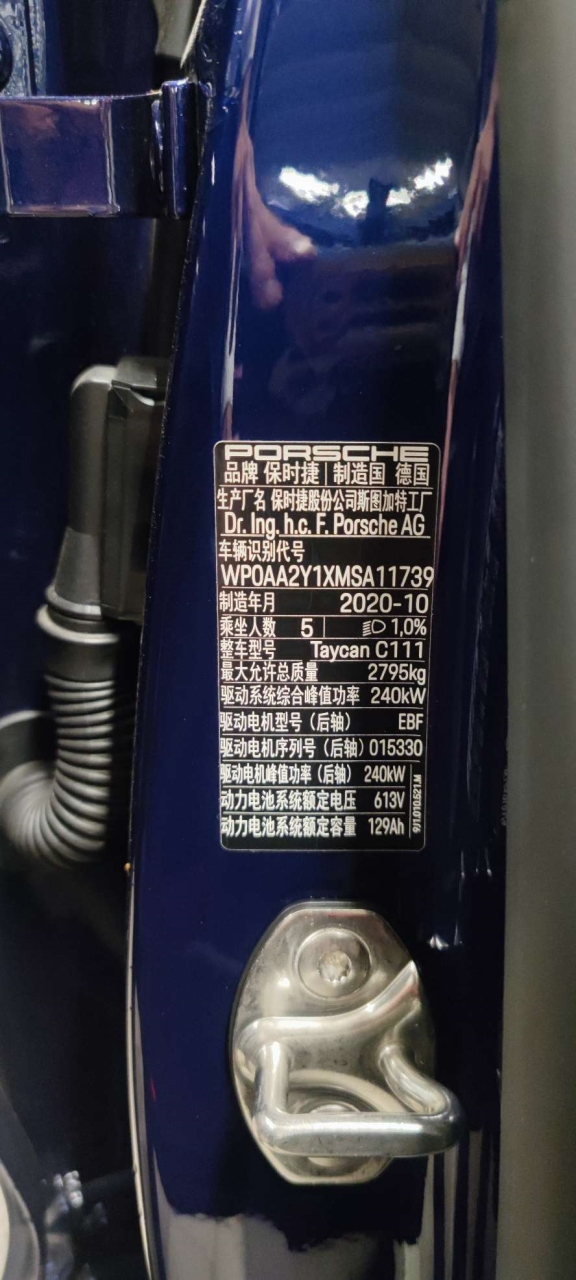 PORSCHE
品牌 保时捷 制造国 德国
生产厂名 保时捷股份公司斯图加特工厂
Dr. Ing. h.c. F. Porsche AG
车辆识别代号
WP0AA2Y1XMSA11739
制造年月 2020-10
乘坐人数 5 1,0%
整车型号 Taycan C111
最大允许总质量 2795kg
驱动系统综合峰值功率 240kW
驱动电机型号（后轴） EBF
驱动电机序列号（后轴）015330
驱动电机峰值功率（后轴） 240kW
动力电池系统额定电压 613V
动力电池系统额定容量 129Ah
9J1.010.521.M